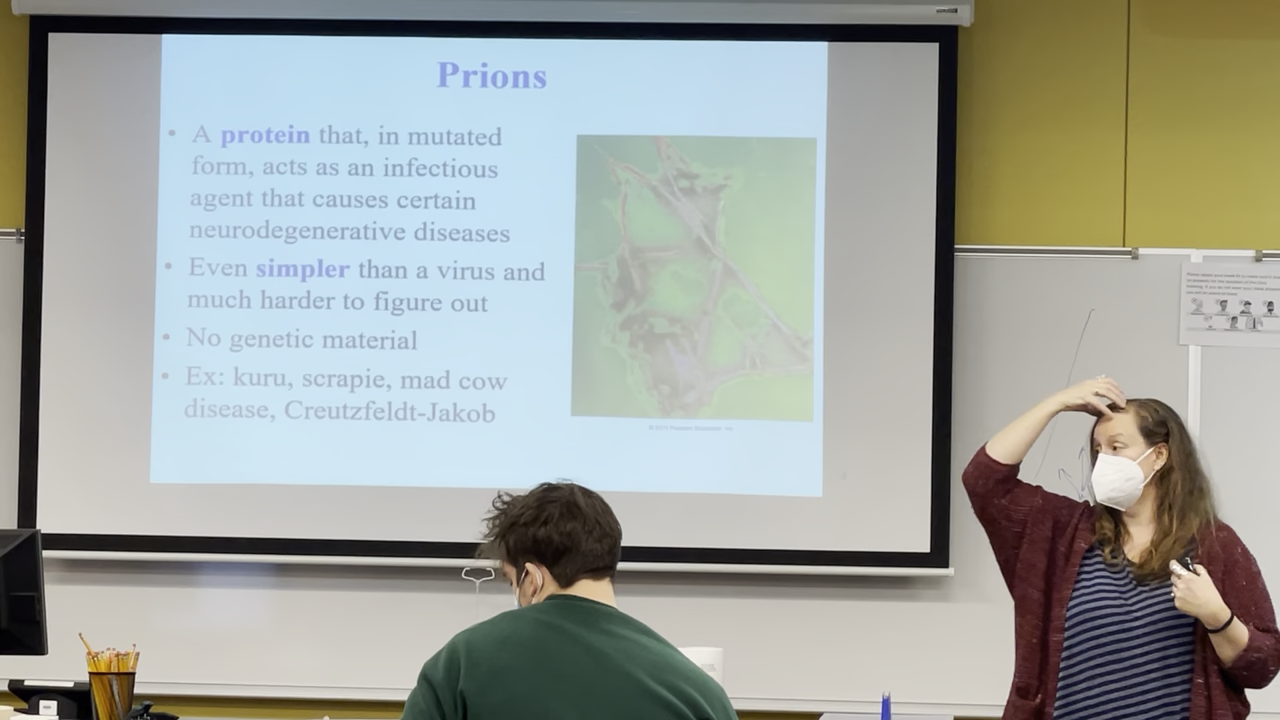 Prions
• A protein that, in mutated
form, acts as an infectious
agent that causes certain
neurodegenerative diseases
• Even simpler than a virus and
much harder to figure out
• No genetic material
• Ex: kuru, scrapie, mad cow
disease, Creutzfeldt-Jakob